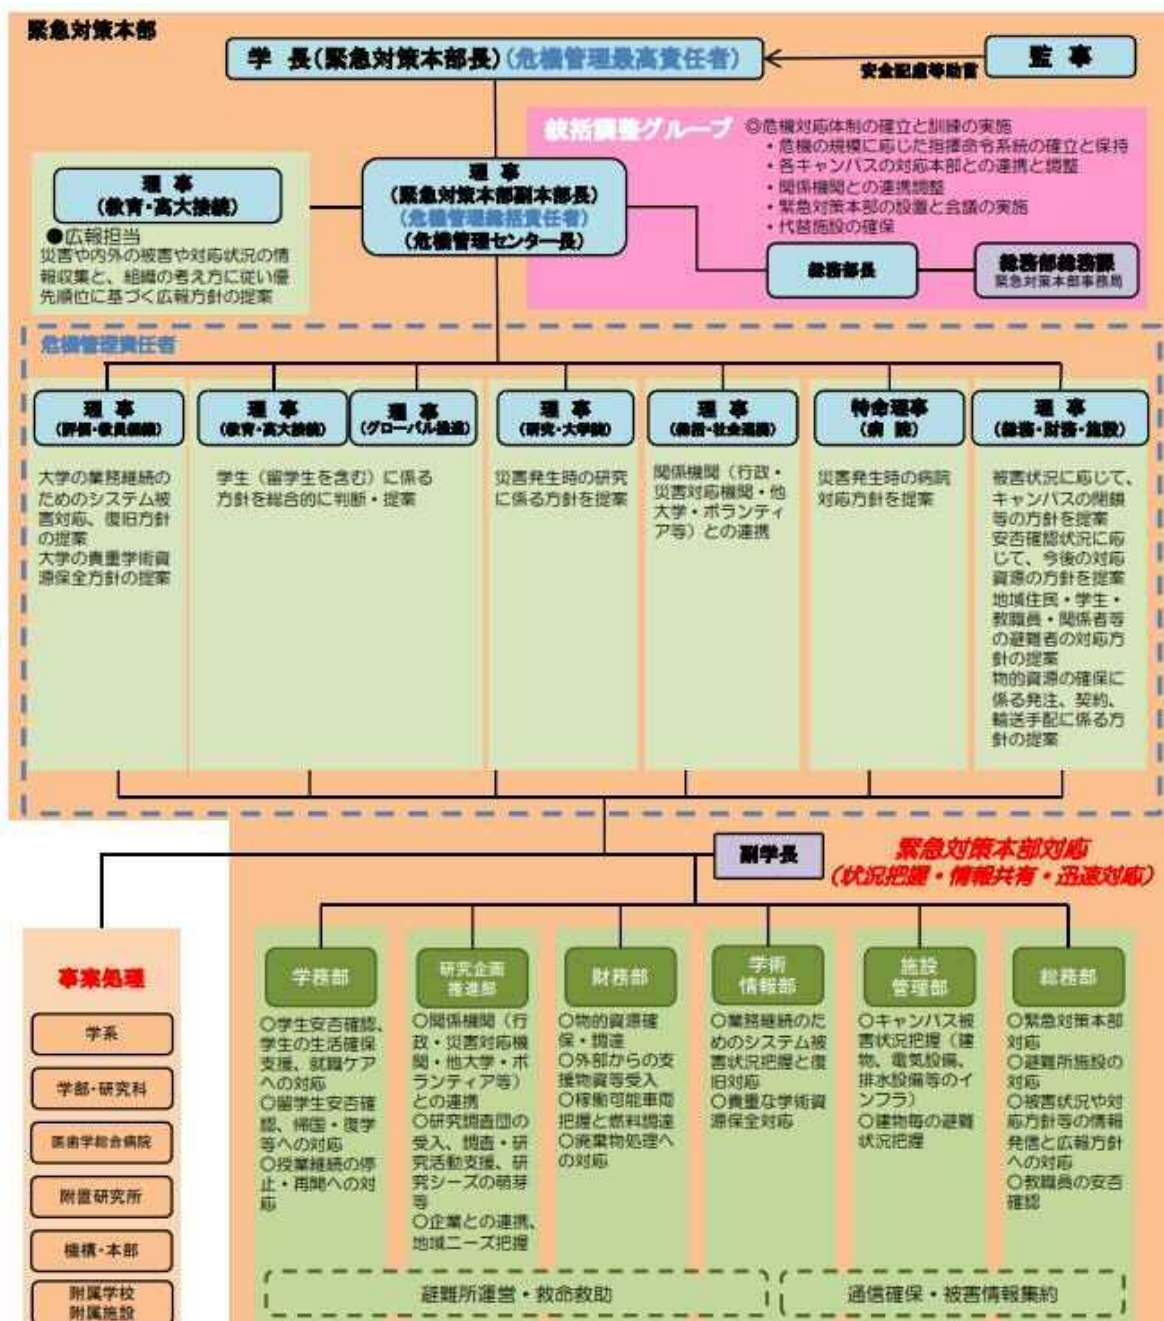 緊急対策本部
学 長(緊急対策本部長)(危機管理最高責任者)
監 事
安全配慮等助言
統括調整グループ
◎危機対応体制の確立と訓練の実施
・危機の規模に応じた指揮命令系統の確立と保持
・各キャンパスの対応本部との連携と調整
・関係機関との連携調整
・緊急対策本部の設置と会議の実施
・代替施設の確保
理 事
(教育・高大接続)
●広報担当
災害や内外の被害や対応状況の情
報収集と、組織の考え方に従い優
先順位に基づく広報方針の提案
理 事
(緊急対策本部副本部長)
(危機管理総括責任者)
(危機管理センター長)
総務部長
総務部総務課
緊急対策本部事務局
危機管理責任者
理 事
(評価・教員組織)
大学の業務継続の
ためのシステム被
害対応、復旧方針
の提案
大学の貴重学術資
源保全方針の提案
理 事
(教育・高大接続)
理 事
(グローバル推進)
学生(留学生を含む)に係る
方針を総合的に判断・提案
理 事
(研究・大学院)
災害発生時の研究
に係る方針を提案
理 事
(総括・社会連携)
関係機関(行政・
災害対応機関・他
大学・ボランティ
ア等)との連携
特命理事
(病 院)
災害発生時の病院
対応方針を提案
理 事
(総務・財務・施設)
被害状況に応じて、
キャンパスの閉鎖
等の方針を提案
安否確認状況に応
じて、今後の対応
資源の方針を提案
地域住民・学生・
教職員・関係者等
の避難者の対応方
針の提案
物的資源の確保に
係る発注、契約、
輸送手配に係る方
針の提案
副学長
緊急対策本部対応
(状況把握・情報共有・迅速対応)
事案処理
学系
学部・研究科
医歯学総合病院
附置研究所
機構・本部
附属学校
附属施設
学務部
○学生安否確認、
学生の生活確保
支援、就職ケア
への対応
○留学生安否確
認、帰国・復学
等への対応
○授業継続の停
止・再開への対
応
研究企画
推進部
○関係機関(行
政・災害対応機
関・他大学・ボ
ランティア等)
との連携
○研究調査団の
受入、調査・研
究活動支援、研
究シーズの萌芽
等
○企業との連携、
地域ニーズ把握
財務部
○物的資源確
保・調達
○外部からの支
援物資等受入
○稼働可能車両
把握と燃料調達
○廃棄物処理へ
の対応
学術
情報部
○業務継続のた
めのシステム被
害状況把握と復
旧対応
○貴重な学術資
源保全対応
施設
管理部
○キャンパス被
害状況把握(建
物、電気設備、
排水設備等のイ
ンフラ)
○建物毎の避難
状況把握
総務部
○緊急対策本部
対応
○避難所施設の
対応
○被害状況や対
応方針等の情報
発信と広報方針
への対応
○教職員の安否
確認
避難所運営・救命救助
通信確保・被害情報集約